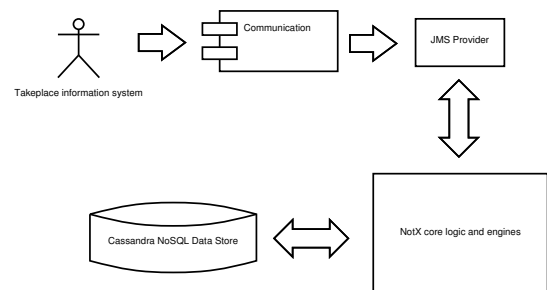 Communication
JMS Provider
Takeplace information system
Cassandra NoSQL Data Store
NotX core logic and engines